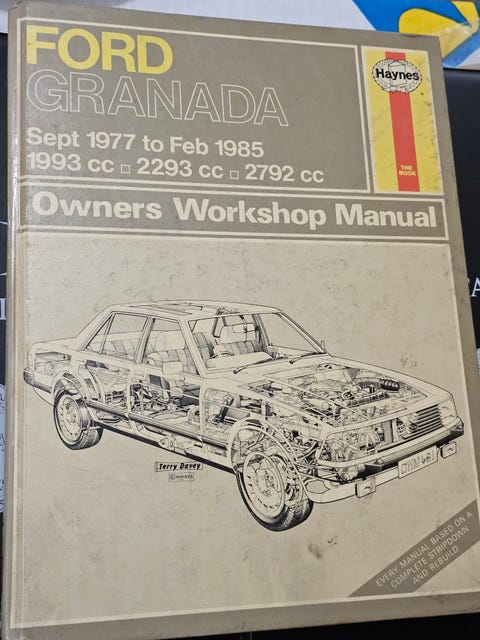 FORD
GRANADA
Haynes
THE
BOOK
Sept 1977 to Feb 1985
1993 cc □ 2293 cc □ 2792 cc
Owners Workshop Manual
Terry Davey
© HAYNES
EVERY MANUAL BASED ON A
COMPLETE STRIPDOWN
AND REBUILD